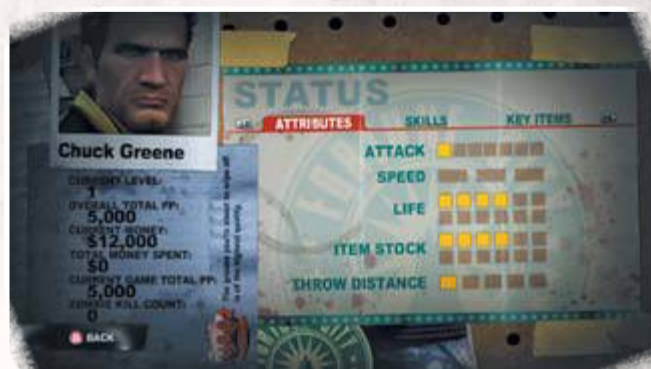 Chuck Greene
CURRENT LEVEL:
1
OVERALL TOTAL PP:
5,000
CURRENT MONEY:
$12,000
TOTAL MONEY SPENT:
$0
CURRENT GAME TOTAL PP:
5,000
ZOMBIE KILL COUNT:
0
BACK
STATUS
ATTRIBUTES
SKILLS
KEY ITEMS
ATTACK
SPEED
LIFE
ITEM STOCK
THROW DISTANCE